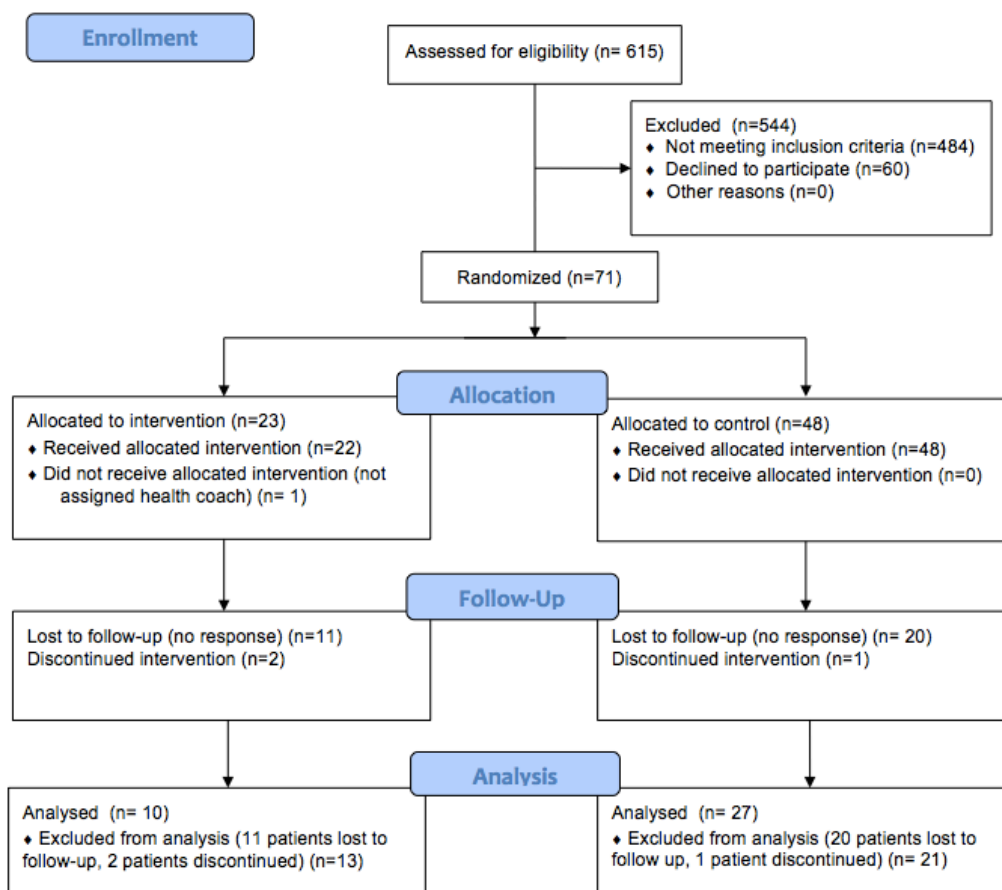 Enrollment
Assessed for eligibility (n= 615)
Excluded (n=544)
♦ Not meeting inclusion criteria (n=484)
♦ Declined to participate (n=60)
♦ Other reasons (n=0)
Randomized (n=71)
Allocation
Allocated to intervention (n=23)
♦ Received allocated intervention (n=22)
♦ Did not receive allocated intervention (not
assigned health coach) (n= 1)
Allocated to control (n=48)
♦ Received allocated intervention (n=48)
♦ Did not receive allocated intervention (n=0)
Follow-Up
Lost to follow-up (no response) (n=11)
Discontinued intervention (n=2)
Lost to follow-up (no response) (n= 20)
Discontinued intervention (n=1)
Analysis
Analysed (n= 10)
♦ Excluded from analysis (11 patients lost to
follow-up, 2 patients discontinued) (n=13)
Analysed (n= 27)
♦ Excluded from analysis (20 patients lost to
follow up, 1 patient discontinued) (n= 21)